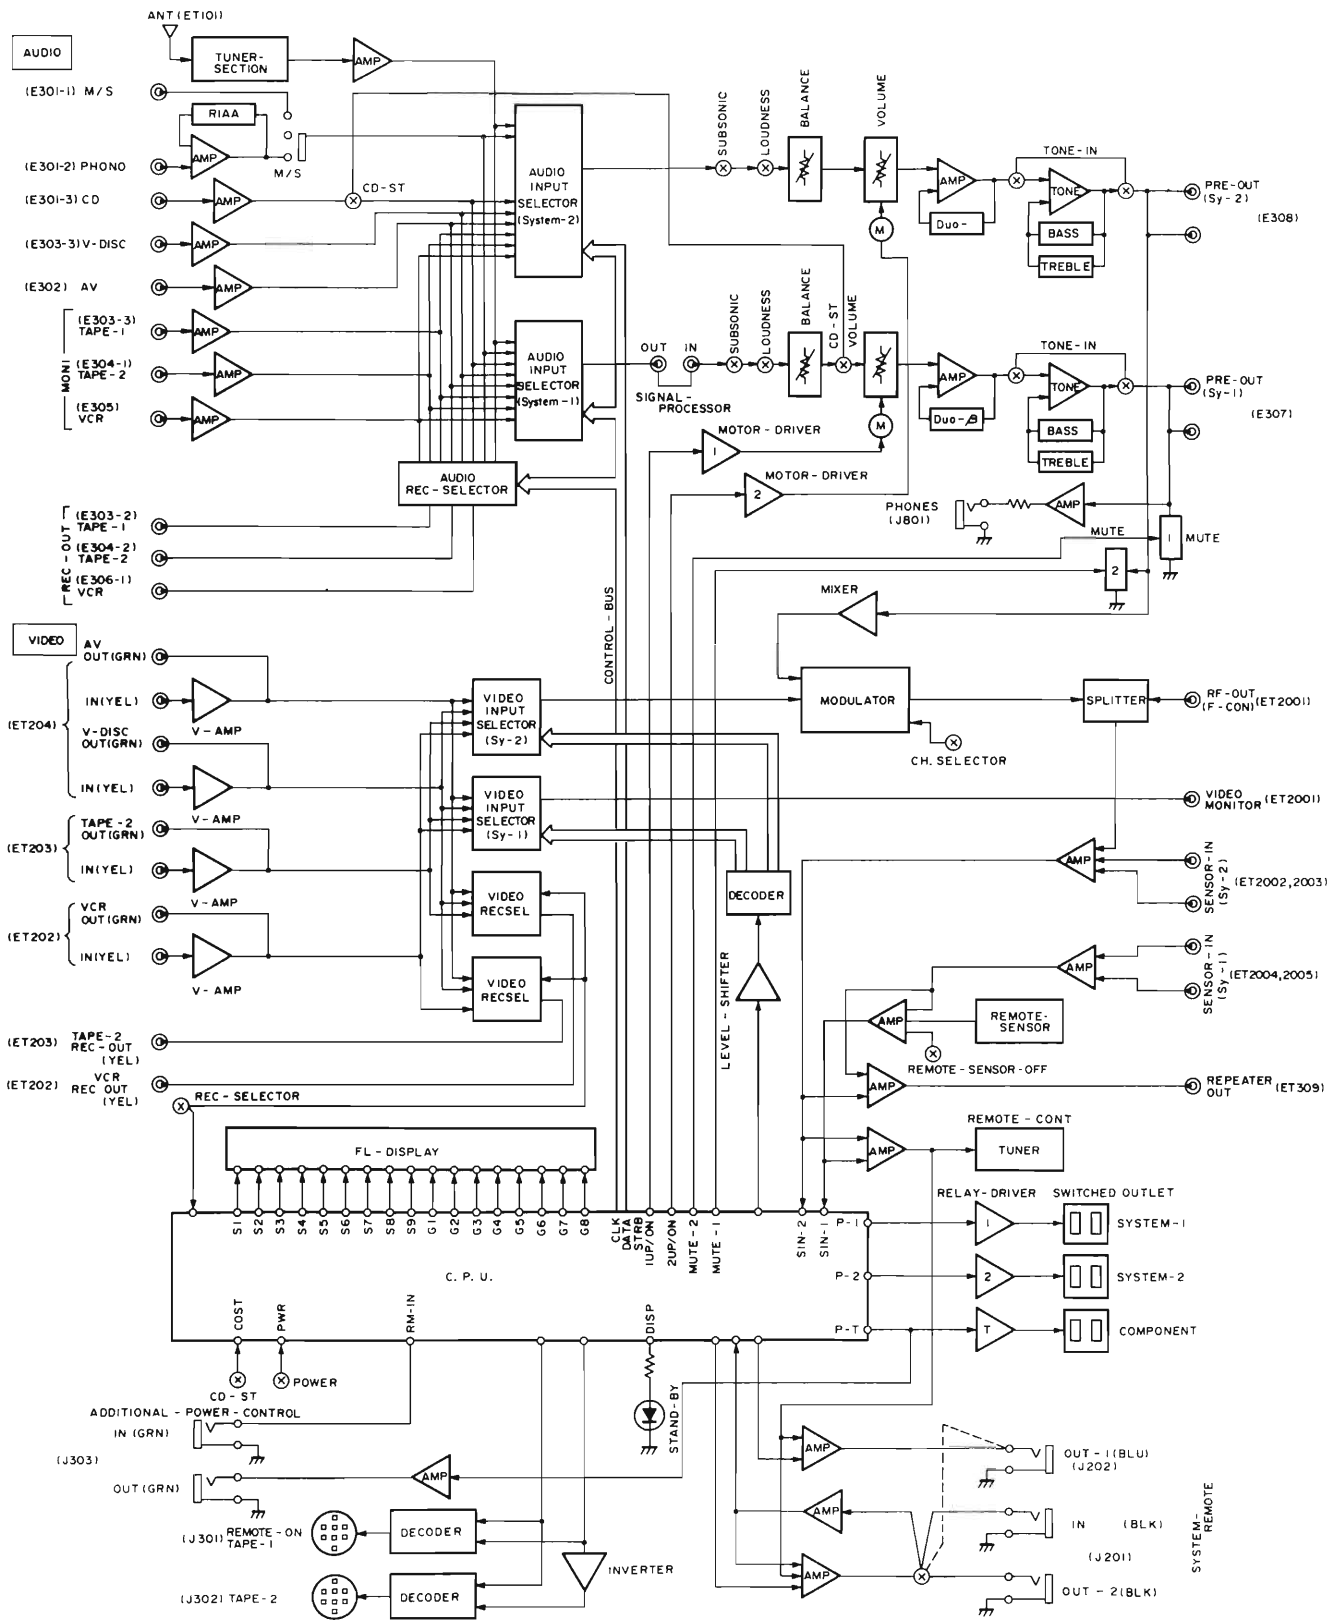 ANT (ET101)
AUDIO
TUNER-
SECTION
AMP
(E301-1) M/S
RIAA
AMP
(E301-2) PHONO
M/S
(E301-3) CD
AMP
CD-ST
(E303-3) V-DISC
AMP
(E302) AV
AMP
MONI
(E303-3)
TAPE-1
AMP
(E304-1)
TAPE-2
AMP
(E305)
VCR
AMP
AUDIO
INPUT
SELECTOR
(System-2)
AUDIO
INPUT
SELECTOR
(System-1)
AUDIO
REC-SELECTOR
SUBSONIC
LOUDNESS
BALANCE
VOLUME
M
AMP
Duo-
TONE-IN
TONE
BASS
TREBLE
PRE-OUT
(Sy-2)
(E308)
OUT
IN
SIGNAL-
PROCESSOR
SUBSONIC
LOUDNESS
BALANCE
CD-ST
VOLUME
M
AMP
Duo-β
TONE-IN
TONE
BASS
TREBLE
PRE-OUT
(Sy-1)
(E307)
MOTOR-DRIVER
1
MOTOR-DRIVER
2
PHONES
(J801)
AMP
MUTE
1
MUTE
2
REC-OUT
(E303-2)
TAPE-1
(E304-2)
TAPE-2
(E306-1)
VCR
CONTROL-BUS
MIXER
VIDEO
AV
OUT(GRN)
IN(YEL)
V-AMP
(ET204)
V-DISC
OUT(GRN)
IN(YEL)
V-AMP
TAPE-2
OUT(GRN)
(ET203)
IN(YEL)
V-AMP
VCR
OUT(GRN)
(ET202)
IN(YEL)
V-AMP
(ET203) TAPE-2
REC-OUT
(YEL)
(ET202) VCR
REC OUT
(YEL)
VIDEO
INPUT
SELECTOR
(Sy-2)
VIDEO
INPUT
SELECTOR
(Sy-1)
VIDEO
RECSEL
VIDEO
RECSEL
MODULATOR
CH. SELECTOR
SPLITTER
RF-OUT
(F-CON) (ET2001)
VIDEO
MONITOR (ET2001)
DECODER
LEVEL-SHIFTER
AMP
SENSOR-IN
(Sy-2)
(ET2002,2003)
AMP
SENSOR-IN
(Sy-1)
(ET2004,2005)
AMP
REMOTE-
SENSOR
REMOTE-SENSOR-OFF
AMP
REPEATER
OUT (ET309)
REMOTE-CONT
AMP
TUNER
REC-SELECTOR
FL-DISPLAY
S1
S2
S3
S4
S5
S6
S7
S8
S9
G1
G2
G3
G4
G5
G6
G7
G8
CLK
DATA
STRB
1UP/ON
2UP/ON
MUTE-2
MUTE-1
SIN-2
SIN-1
C.P.U.
P-1
P-2
P-T
RELAY-DRIVER
SWITCHED OUTLET
1
SYSTEM-1
2
SYSTEM-2
T
COMPONENT
COST
PWR
RM-IN
DISP
CD-ST
POWER
STAND-BY
ADDITIONAL-POWER-CONTROL
IN (GRN)
(J303)
OUT(GRN)
AMP
(J301) REMOTE-ON
TAPE-1
DECODER
(J302) TAPE-2
DECODER
INVERTER
AMP
OUT-1(BLU)
(J202)
AMP
IN (BLK)
(J201)
AMP
OUT-2(BLK)
SYSTEM-
REMOTE